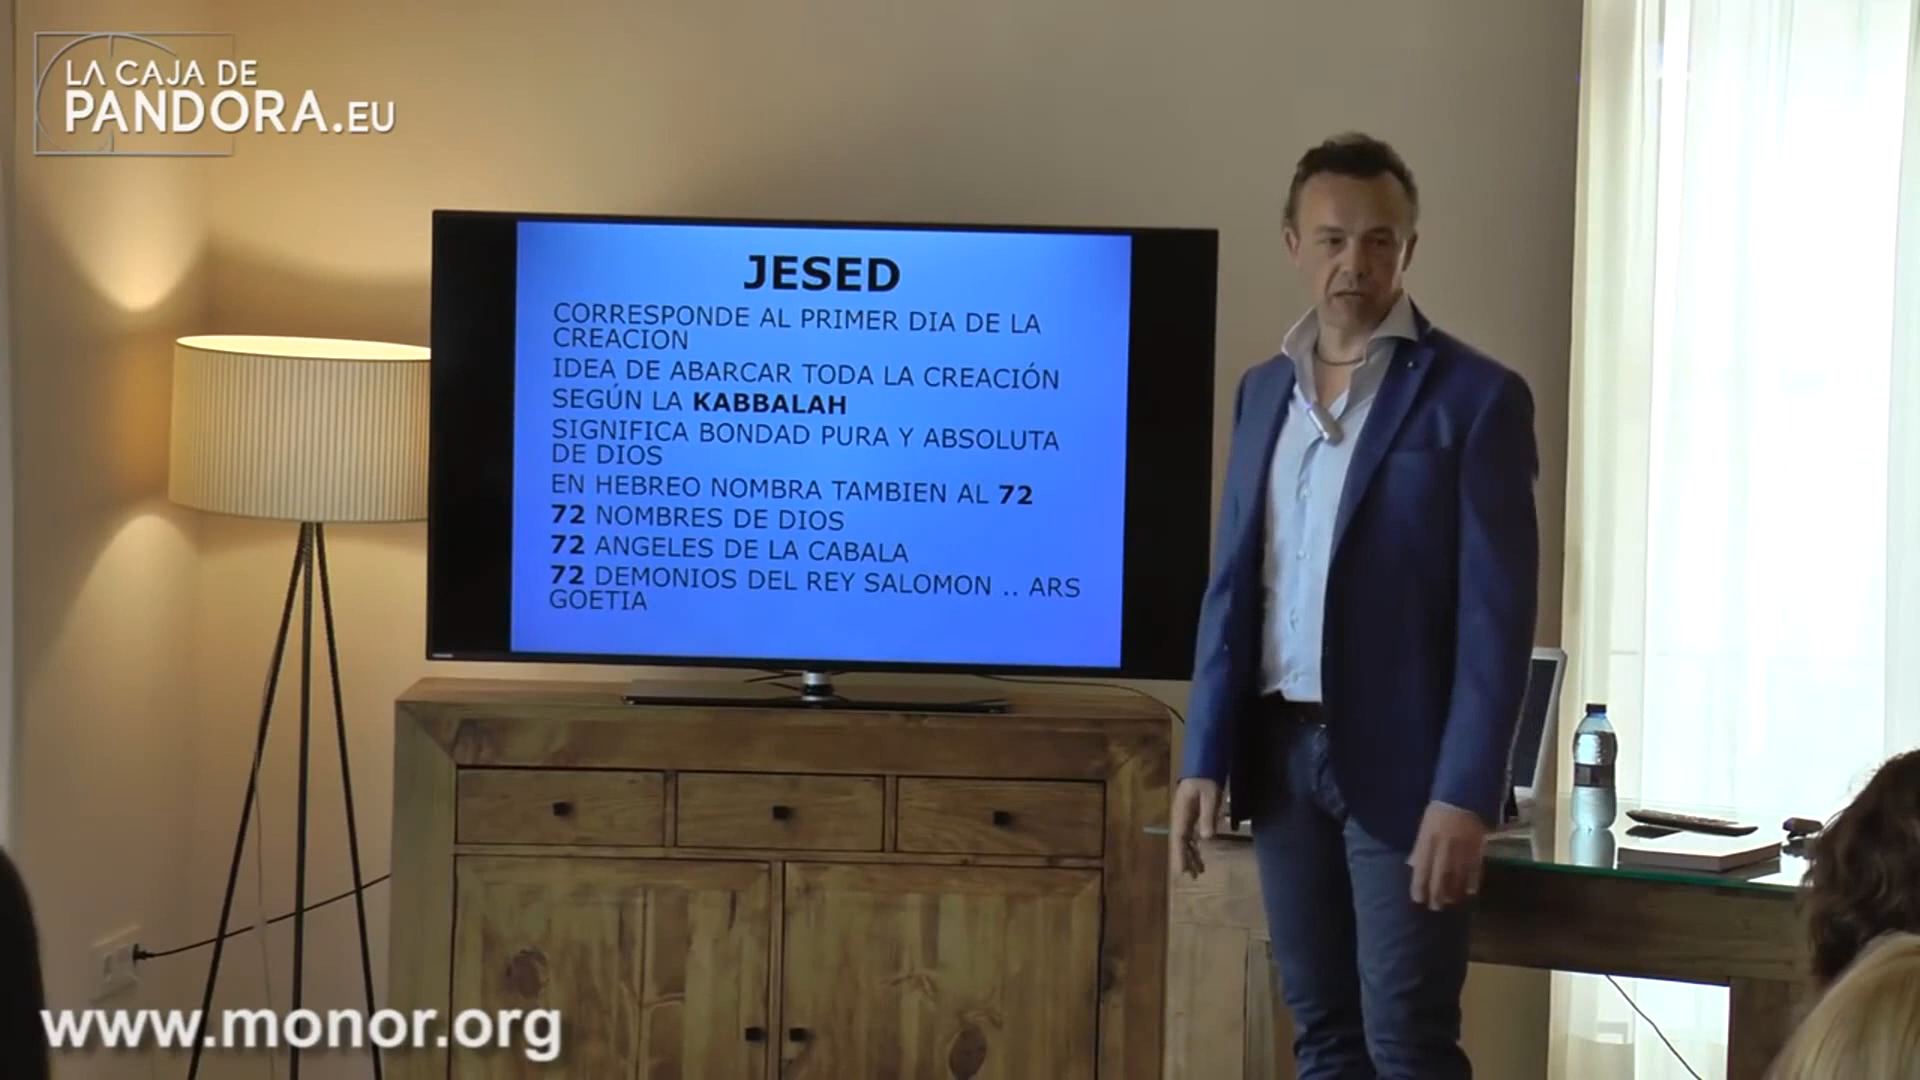 LA CAJA DE
PANDORA.EU
JESED
CORRESPONDE AL PRIMER DIA DE LA
CREACION
IDEA DE ABARCAR TODA LA CREACIÓN
SEGÚN LA KABBALAH
SIGNIFICA BONDAD PURA Y ABSOLUTA
DE DIOS
EN HEBREO NOMBRA TAMBIEN AL 72
72 NOMBRES DE DIOS
72 ANGELES DE LA CABALA
72 DEMONIOS DEL REY SALOMON .. ARS
GOETIA
www.monor.org